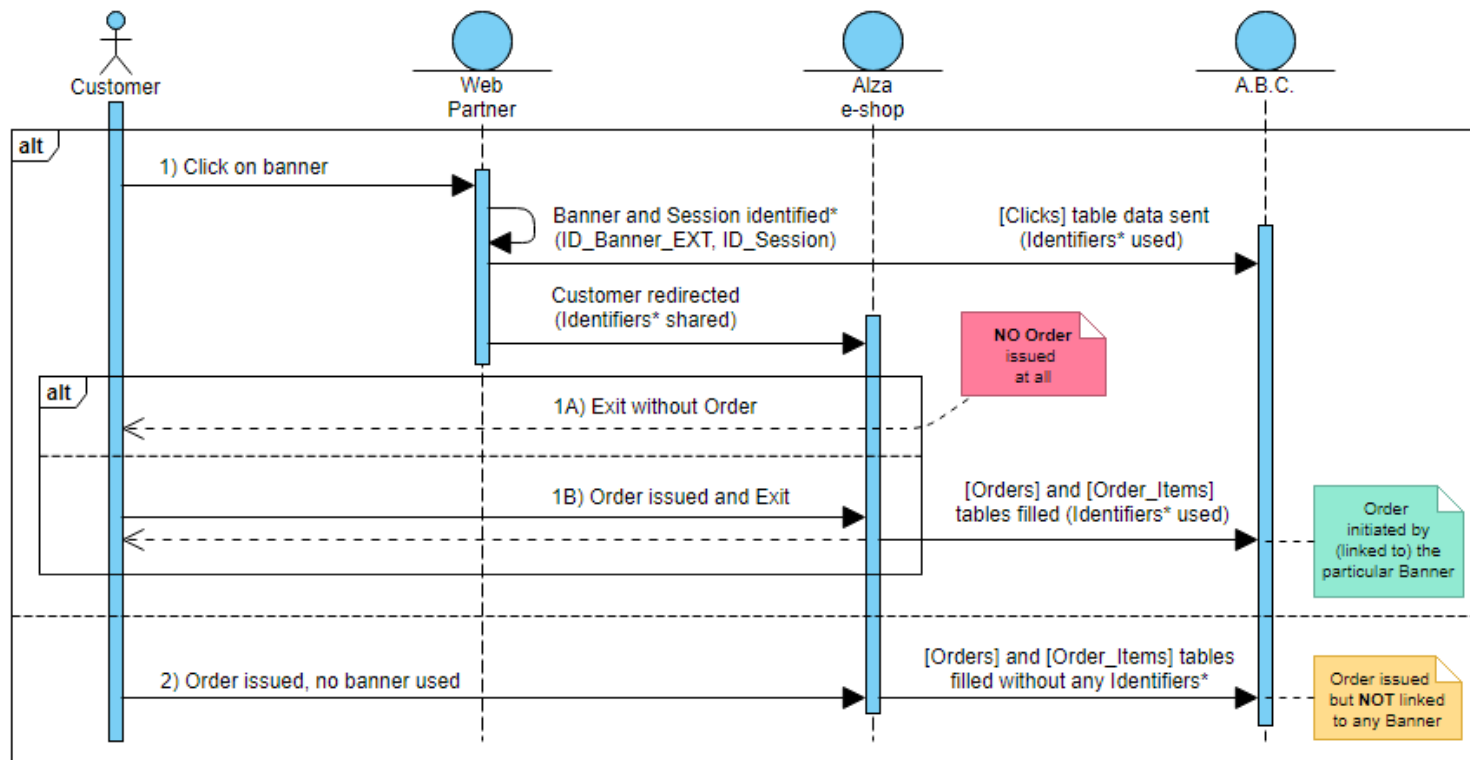 Customer
Web
Partner
Alza
e-shop
A.B.C.
alt
1) Click on banner
Banner and Session identified*
(ID_Banner_EXT, ID_Session)
[Clicks] table data sent
(Identifiers* used)
Customer redirected
(Identifiers* shared)
NO Order
issued
at all
alt
1A) Exit without Order
1B) Order issued and Exit
[Orders] and [Order_Items]
tables filled (Identifiers* used)
Order
initiated by
(linked to) the
particular Banner
2) Order issued, no banner used
[Orders] and [Order_Items] tables
filled without any Identifiers*
Order issued
but NOT linked
to any Banner